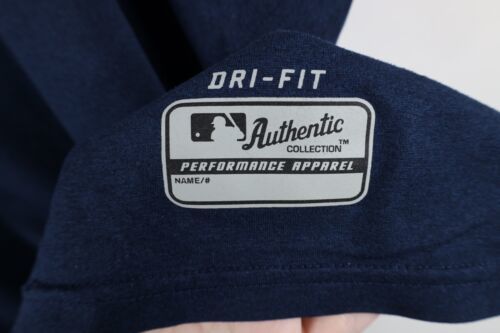 DRI-FIT
Authentic
COLLECTION™
PERFORMANCE APPAREL
NAME/#